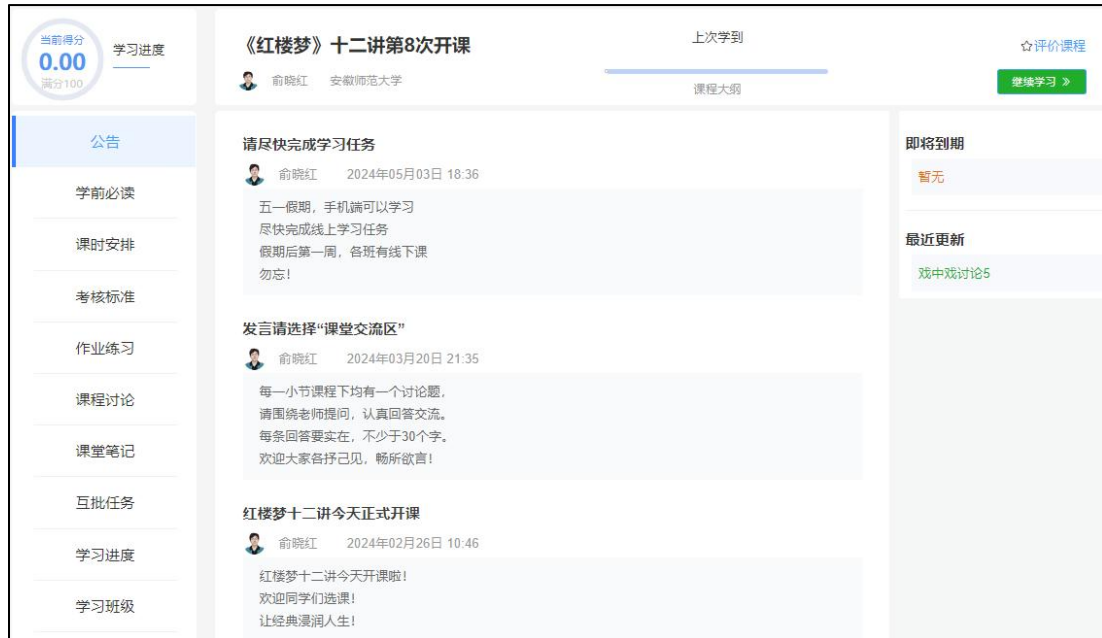 当前得分
0.00
满分100
学习进度
《红楼梦》十二讲第8次开课
俞晓红 安徽师范大学
上次学到
课程大纲
☆评价课程
继续学习 》
公告
学前必读
课时安排
考核标准
作业练习
课程讨论
课堂笔记
互批任务
学习进度
学习班级
请尽快完成学习任务
俞晓红 2024年05月03日 18:36
五一假期，手机端可以学习
尽快完成线上学习任务
假期后第一周，各班有线下课
勿忘！
发言请选择“课堂交流区”
俞晓红 2024年03月20日 21:35
每一小节课程下均有一个讨论题，
请围绕老师提问，认真回答交流。
每条回答要实在，不少于30个字。
欢迎大家各抒己见，畅所欲言！
红楼梦十二讲今天正式开课
俞晓红 2024年02月26日 10:46
红楼梦十二讲今天开课啦！
欢迎同学们选课！
让经典浸润人生！
即将到期
暂无
最近更新
戏中戏讨论5